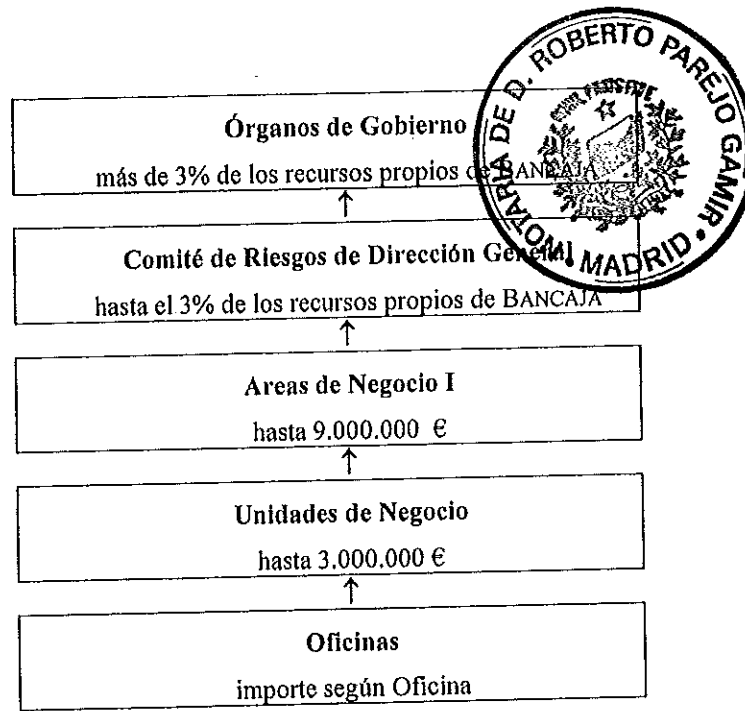 NOTARIA DE D. ROBERTO PAREJO GAMIR • MADRID •
Órganos de Gobierno
más de 3% de los recursos propios de BANCAJA
↑
Comité de Riesgos de Dirección General
hasta el 3% de los recursos propios de BANCAJA
↑
Areas de Negocio I
hasta 9.000.000 €
↑
Unidades de Negocio
hasta 3.000.000 €
↑
Oficinas
importe según Oficina